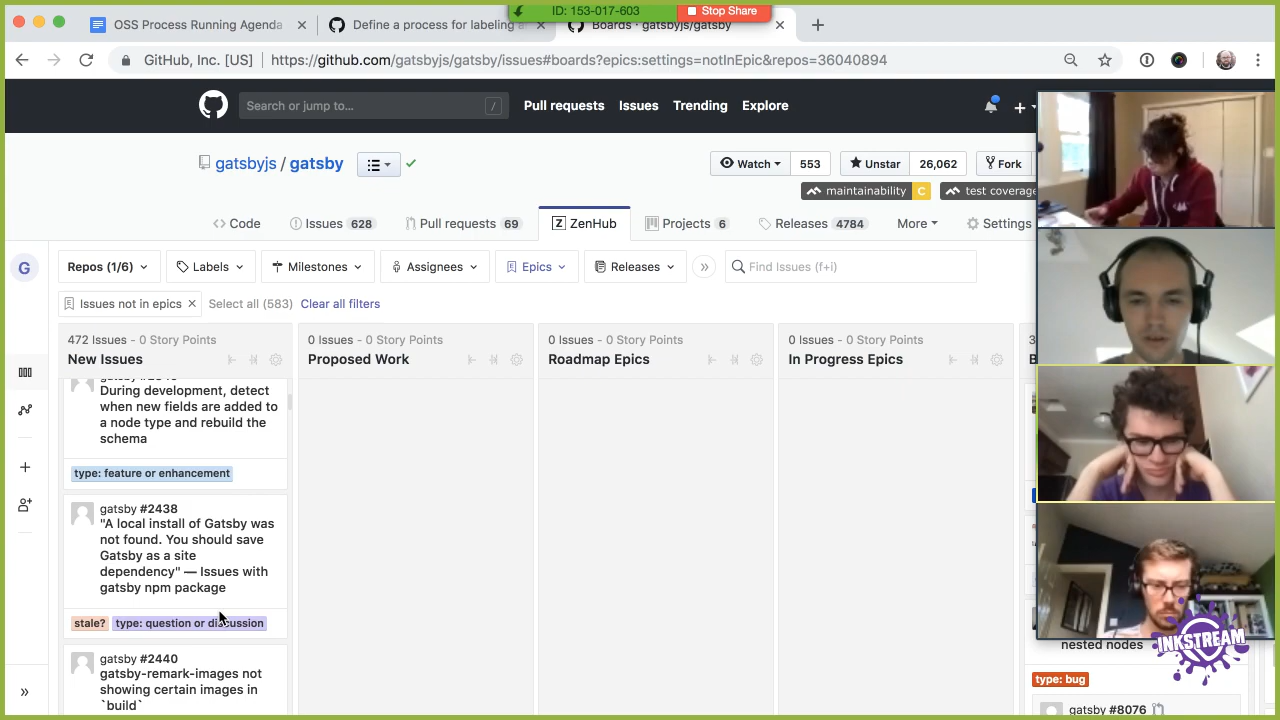 ID: 153-017-603
Stop Share
OSS Process Running Agenda
Define a process for labeling a
Boards · gatsbyjs/gatsby
GitHub, Inc. [US]
https://github.com/gatsbyjs/gatsby/issues#boards?epics:settings=notInEpic&repos=36040894
Search or jump to...
/
Pull requests
Issues
Trending
Explore
gatsbyjs / gatsby
Watch
553
Unstar
26,062
Fork
maintainability
C
test coverage
Code
Issues 628
Pull requests 69
ZenHub
Projects 6
Releases 4784
More
Settings
G
Repos (1/6)
Labels
Milestones
Assignees
Epics
Releases
Find Issues (f+i)
Issues not in epics
Select all (583)
Clear all filters
472 Issues - 0 Story Points
New Issues
0 Issues - 0 Story Points
Proposed Work
0 Issues - 0 Story Points
Roadmap Epics
0 Issues - 0 Story Points
In Progress Epics
3
B
During development, detect
when new fields are added to
a node type and rebuild the
schema
type: feature or enhancement
gatsby #2438
"A local install of Gatsby was
not found. You should save
Gatsby as a site
dependency" — Issues with
gatsby npm package
stale?
type: question or discussion
gatsby #2440
gatsby-remark-images not
showing certain images in
`build`
INKSTREAM
nested nodes
type: bug
gatsby #8076